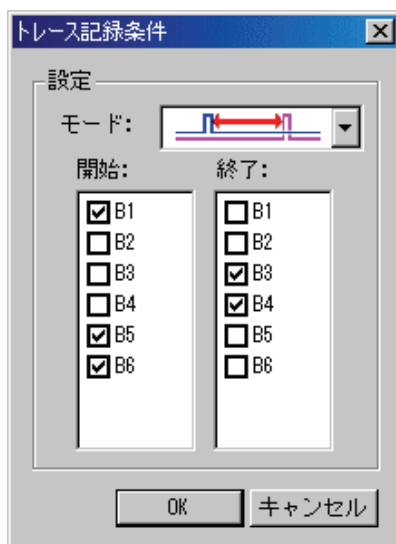 トレース記録条件
設定
モード:
開始: 終了:
B1 B1
B2 B2
B3 B3
B4 B4
B5 B5
B6 B6
OK キャンセル